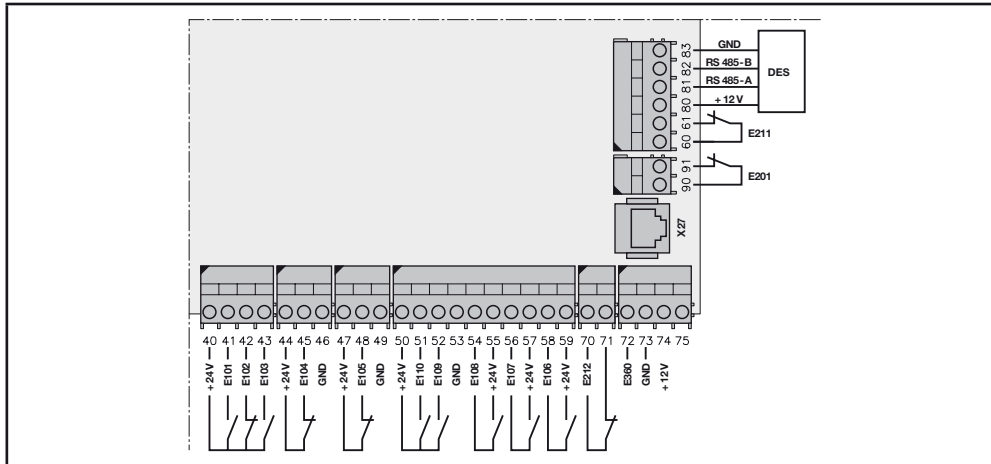 83 GND
82 RS 485-B
81 RS 485-A
80 + 12 V
DES
61
60
E211
91
90
E201
X27
40 41 42 43 44 45 46 47 48 49 50 51 52 53 54 55 56 57 58 59 70 71 72 73 74 75
+24V E101 E102 E103 +24V E104 GND +24V E105 GND +24V E110 E109 GND E108 +24V E107 +24V E106 +24V E212 E360 GND +12V